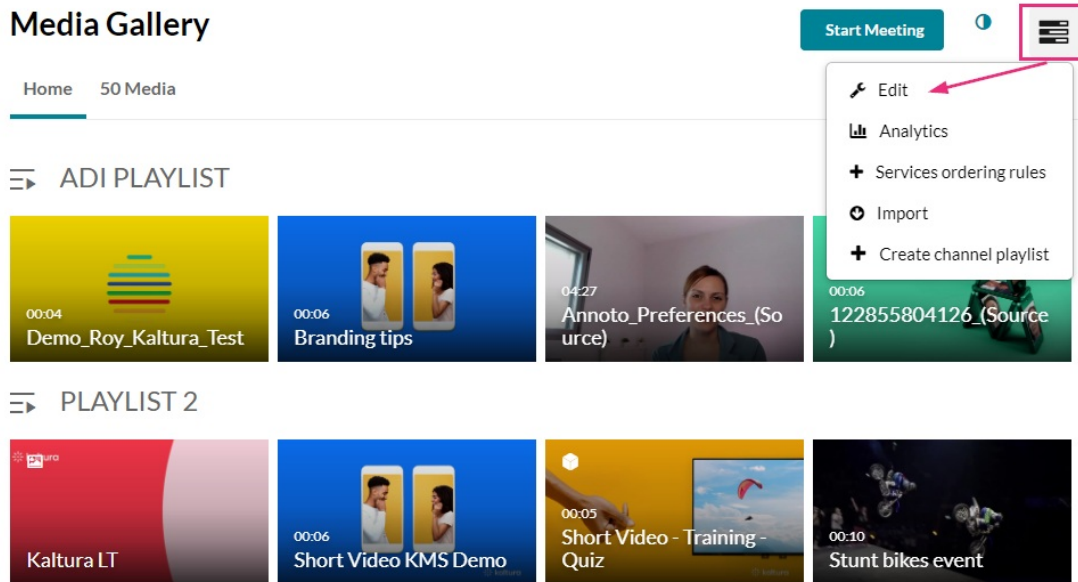 Media Gallery
Start Meeting
Home 50 Media
Edit
Analytics
Services ordering rules
Import
Create channel playlist
ADI PLAYLIST
00:04
Demo_Roy_Kaltura_Test
00:06
Branding tips
04:27
Annoto_Preferences_(So
urce)
00:06
122855804126_(Source
)
PLAYLIST 2
Kaltura LT
00:06
Short Video KMS Demo
00:05
Short Video - Training -
Quiz
00:10
Stunt bikes event